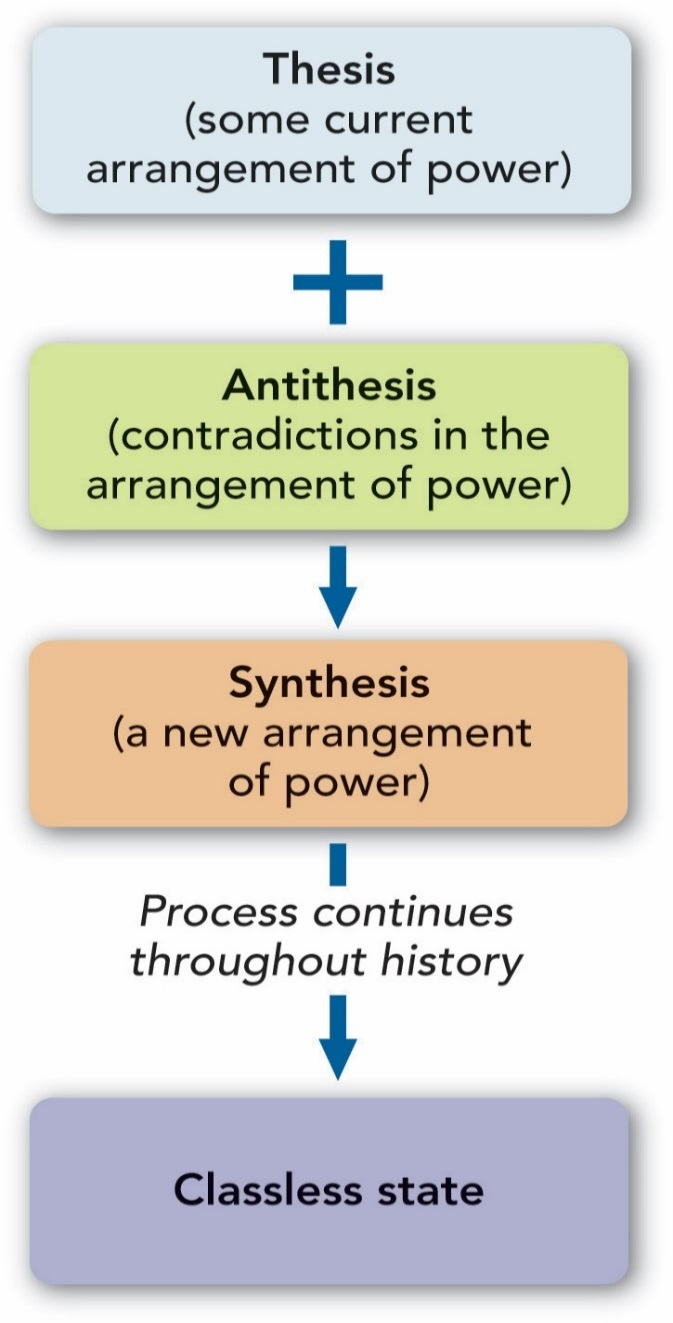 Thesis
(some current
arrangement of power)
Antithesis
(contradictions in the
arrangement of power)
Synthesis
(a new arrangement
of power)
Process continues
throughout history
Classless state